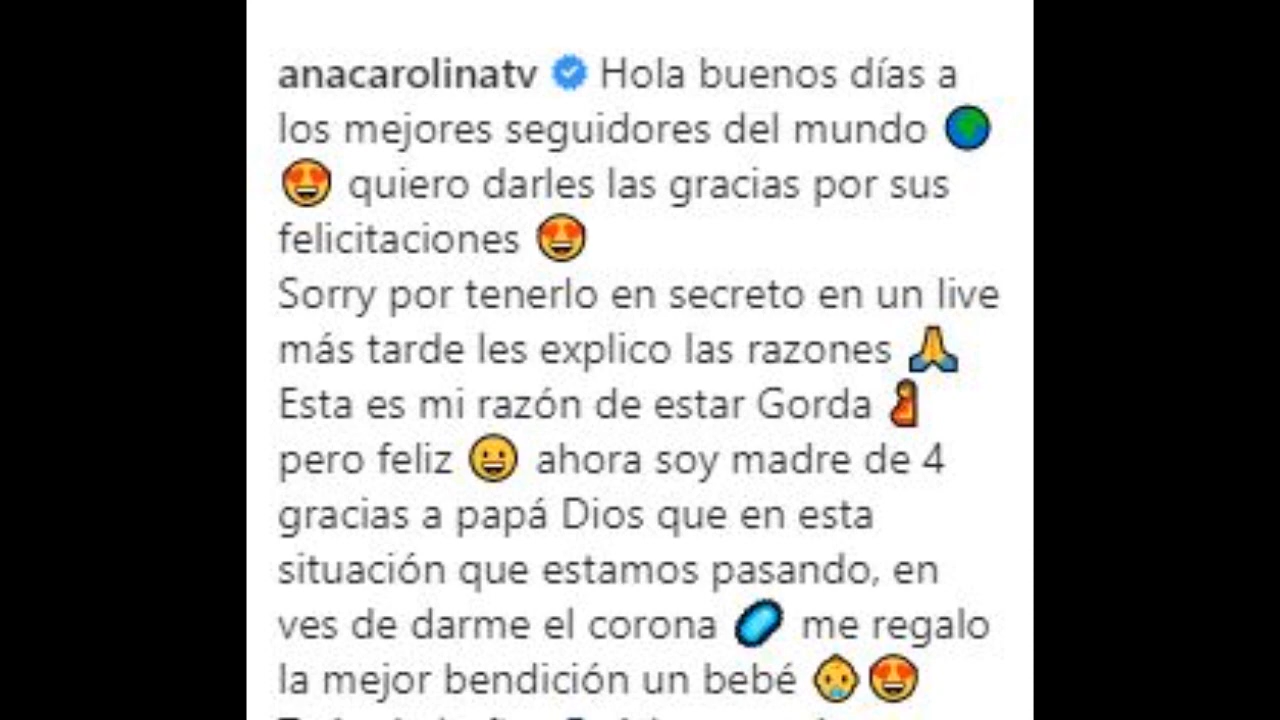 anacarolinatv Hola buenos días a
los mejores seguidores del mundo 🌍
😍 quiero darles las gracias por sus
felicitaciones 😍
Sorry por tenerlo en secreto en un live
más tarde les explico las razones 🙏
Esta es mi razón de estar Gorda 🤰
pero feliz 😀 ahora soy madre de 4
gracias a papá Dios que en esta
situación que estamos pasando, en
ves de darme el corona 🦠 me regalo
la mejor bendición un bebé 👶😍